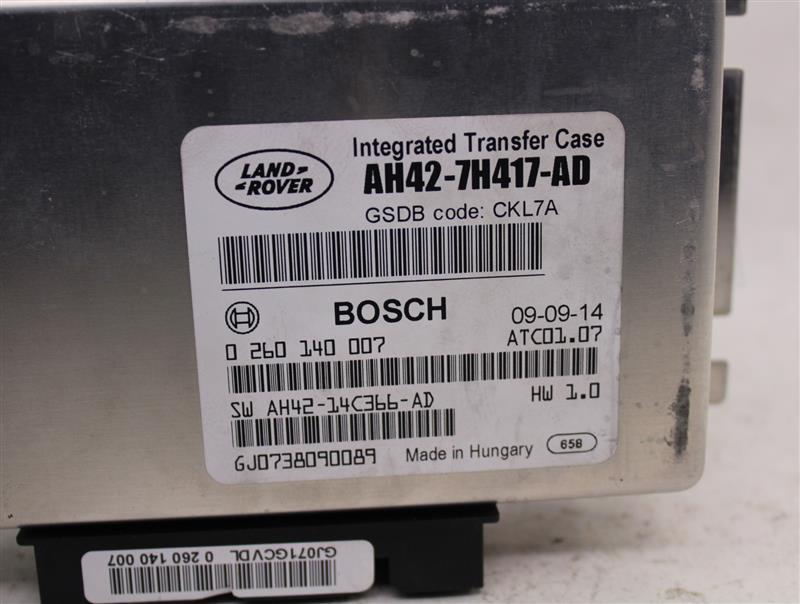 LAND-
-ROVER
Integrated Transfer Case
AH42-7H417-AD
GSDB code: CKL7A
BOSCH
09-09-14
0 260 140 007
ATC01.07
SW AH42-14C366-AD
HW 1.0
GJ0738090089
Made in Hungary
658
GJ071GCVDL 0 260 140 007